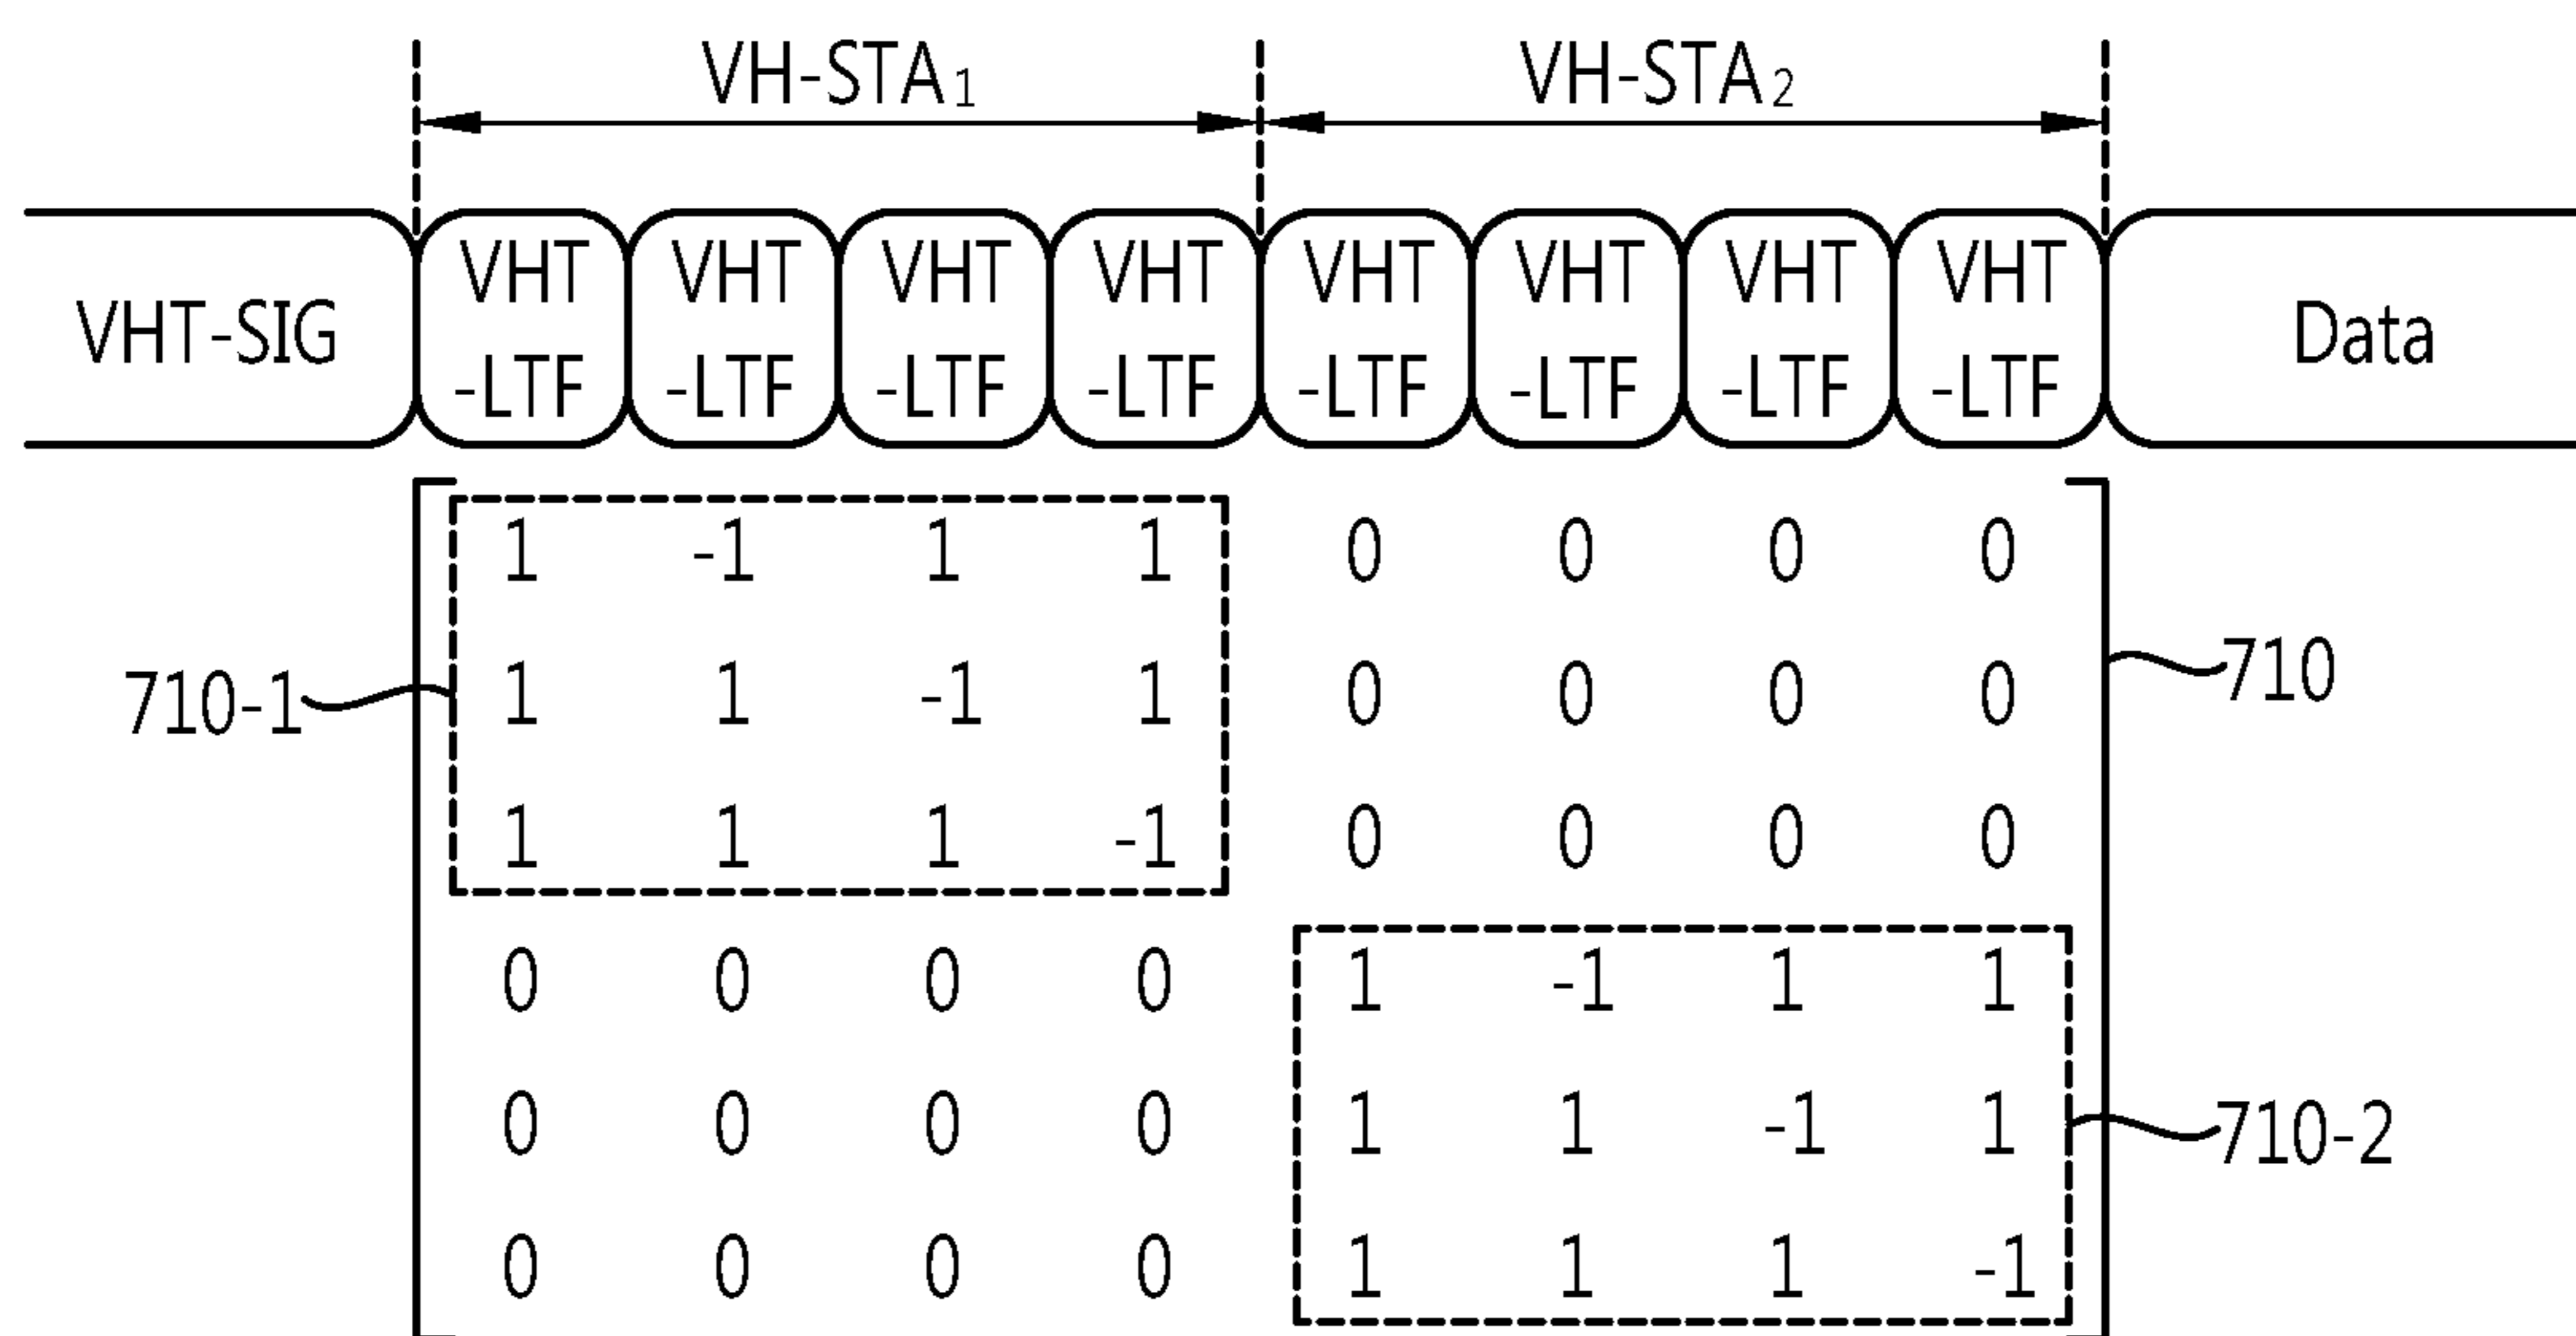 VH-STA1 VH-STA2
VHT-SIG VHT-LTF VHT-LTF VHT-LTF VHT-LTF VHT-LTF VHT-LTF VHT-LTF VHT-LTF Data
1 -1 1 1 0 0 0 0
710-1 1 1 -1 1 0 0 0 0 710
1 1 1 -1 0 0 0 0
0 0 0 0 1 -1 1 1
0 0 0 0 1 1 -1 1 710-2
0 0 0 0 1 1 1 -1